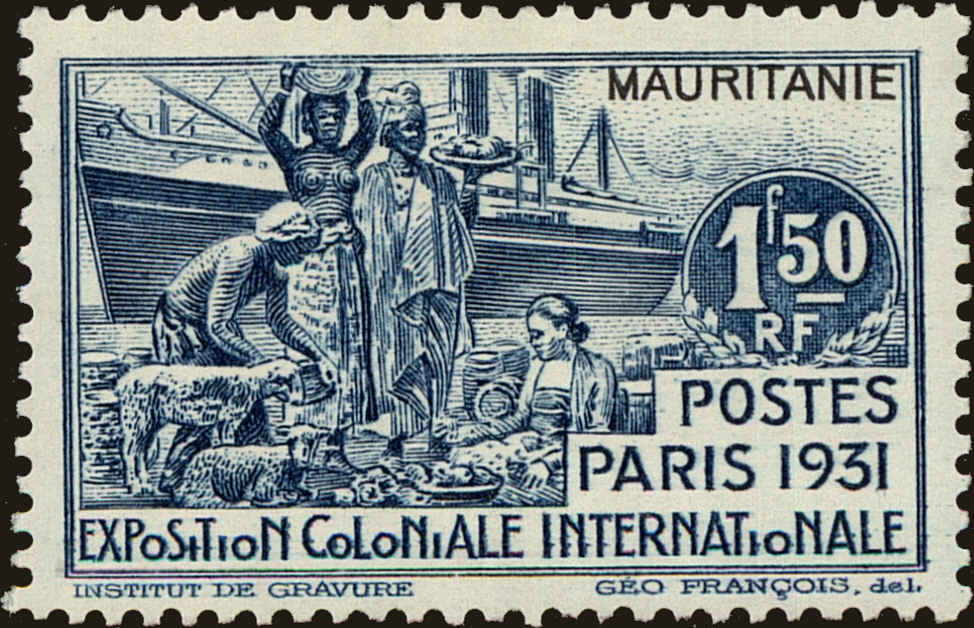 MAURITANIE
1f50
RF
POSTES
PARIS 1931
EXPOSITION COLONIALE INTERNATIONALE
INSTITUT DE GRAVURE GÉO FRANÇOIS, del.